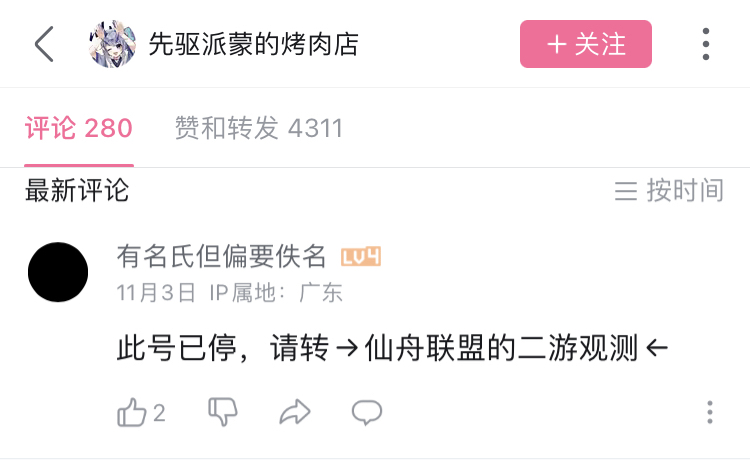 先驱派蒙的烤肉店
+ 关注
评论 280
赞和转发 4311
最新评论
按时间
有名氏但偏要佚名 LV4
11月3日 IP属地：广东
此号已停，请转→仙舟联盟的二游观测←
2